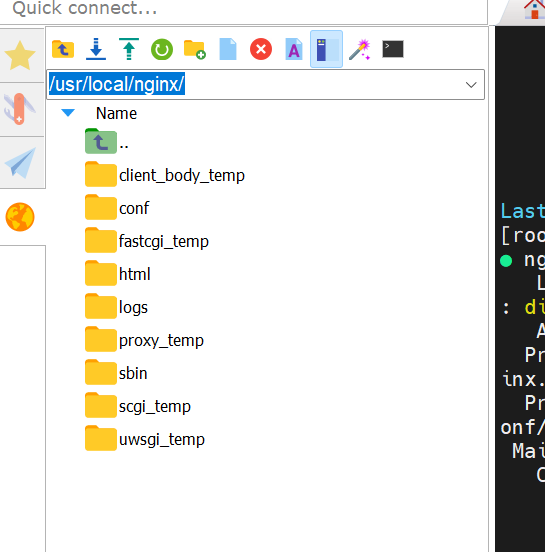 Quick connect...
/usr/local/nginx/
Name
..
client_body_temp
conf
fastcgi_temp
html
logs
proxy_temp
sbin
scgi_temp
uwsgi_temp
Last
[roo
● ng
L
: di
A
Pr
inx.
Pr
onf/
Mai
C